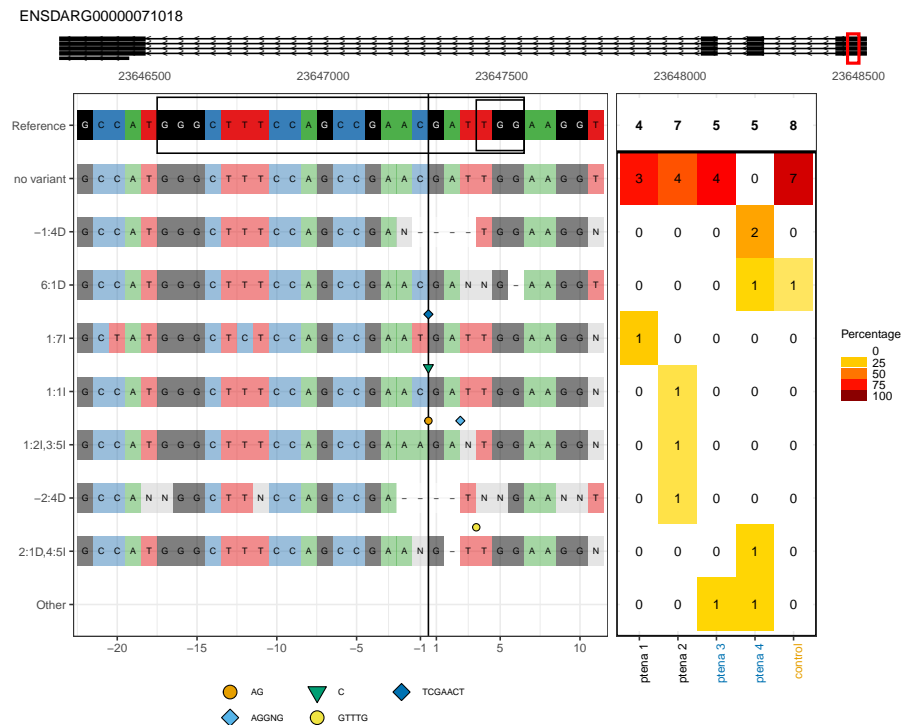 ENSDARG00000071018
23646500 23647000 23647500 23648000 23648500
Reference G C C A T G G G C T T T C C A G C C G A A C G A T T G G A A G G T 4 7 5 5 8
no variant G C C A T G G G C T T T C C A G C C G A A C G A T T G G A A G G T 3 4 4 0 7
−1:4D G C C A T G G G C T T T C C A G C C G A N - - - - T G G A A G G N 0 0 0 2 0
6:1D G C C A T G G G C T T T C C A G C C G A A C G A N N G - A A G G T 0 0 0 1 1
1:7I G C T A T G G G C T C T C C A G C C G A A T G A T T G G A A G G N 1 0 0 0 0
1:1I G C C A T G G G C T T T C C A G C C G A A C G A T T G G A A G G N 0 1 0 0 0
1:2I,3:5I G C C A T G G G C T T T C C A G C C G A A A G A N T G G A A G G N 0 1 0 0 0
−2:4D G C C A N N G G C T T N C C A G C C G A - - - - T N N G A A N N T 0 1 0 0 0
2:1D,4:5I G C C A T G G G C T T T C C A G C C G A A N G - T T G G A A G G N 0 0 0 1 0
Other 0 0 1 1 0
−20 −15 −10 −5 −1 1 5 10
ptena 1 ptena 2 ptena 3 ptena 4 control
Percentage
0
25
50
75
100
AG C TCGAACT
AGGNG GTTTG